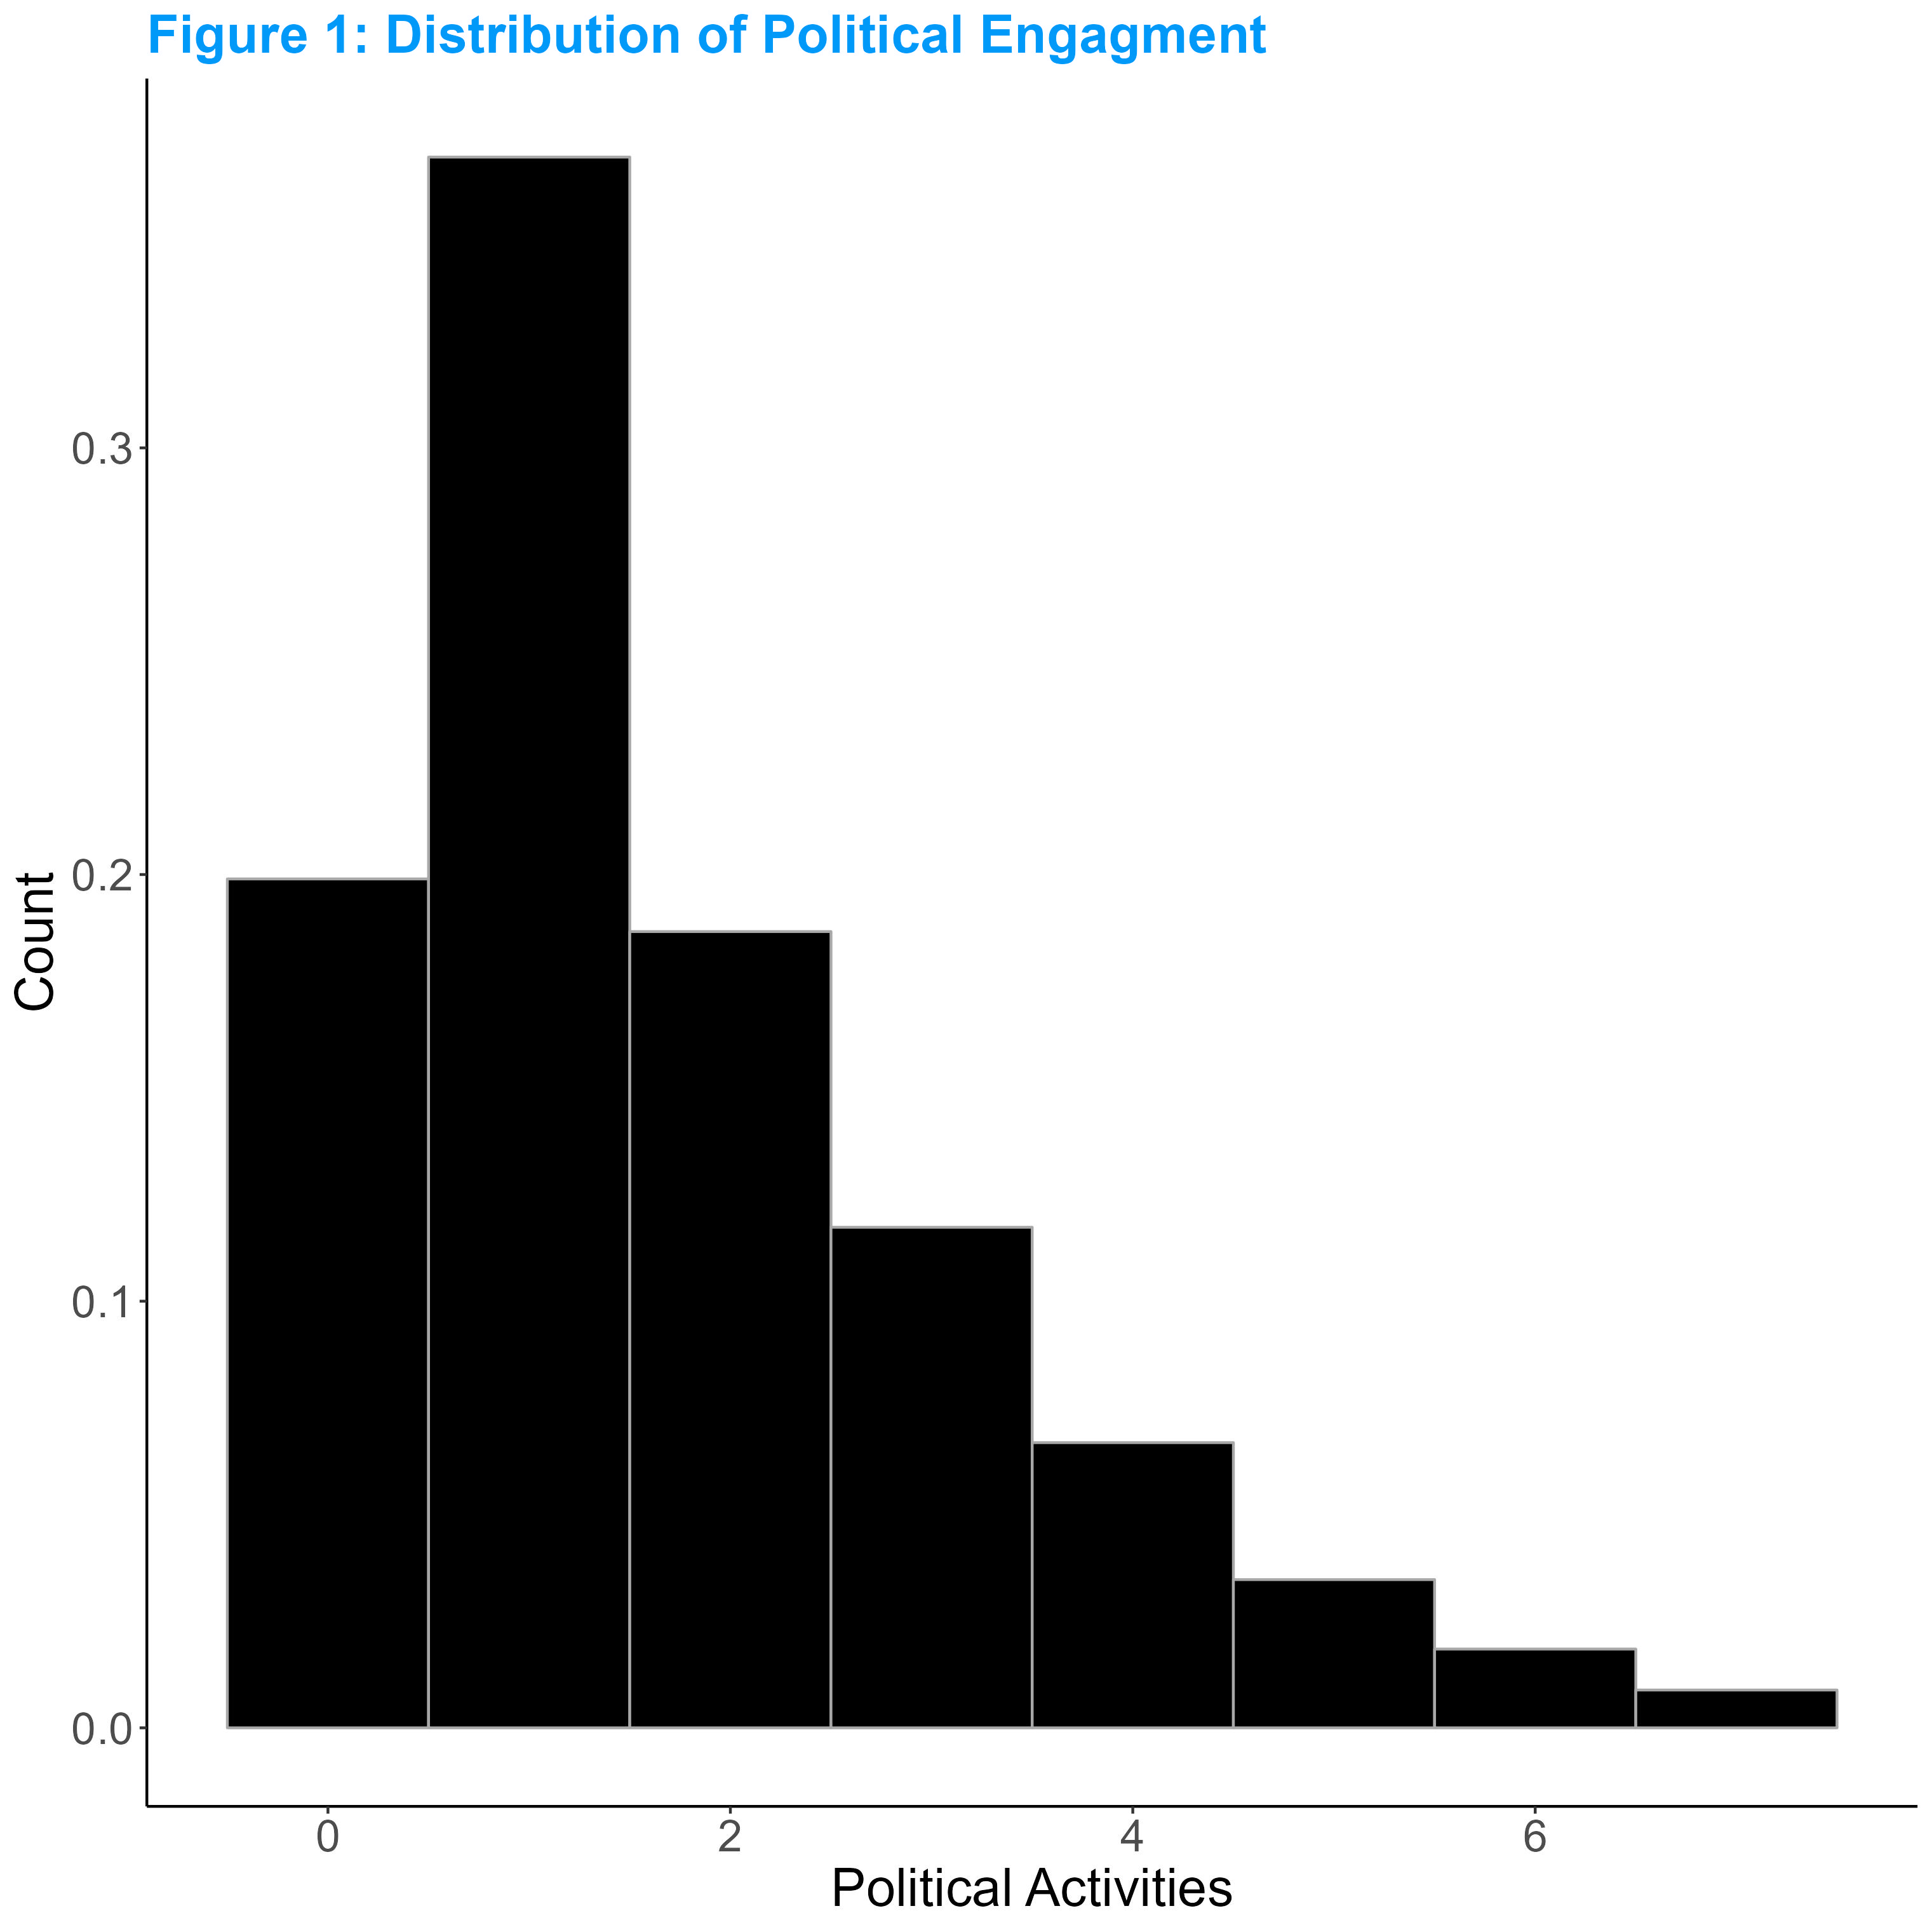 Figure 1: Distribution of Political Engagment
0.3
0.2
0.1
0.0
Count
0 2 4 6
Political Activities